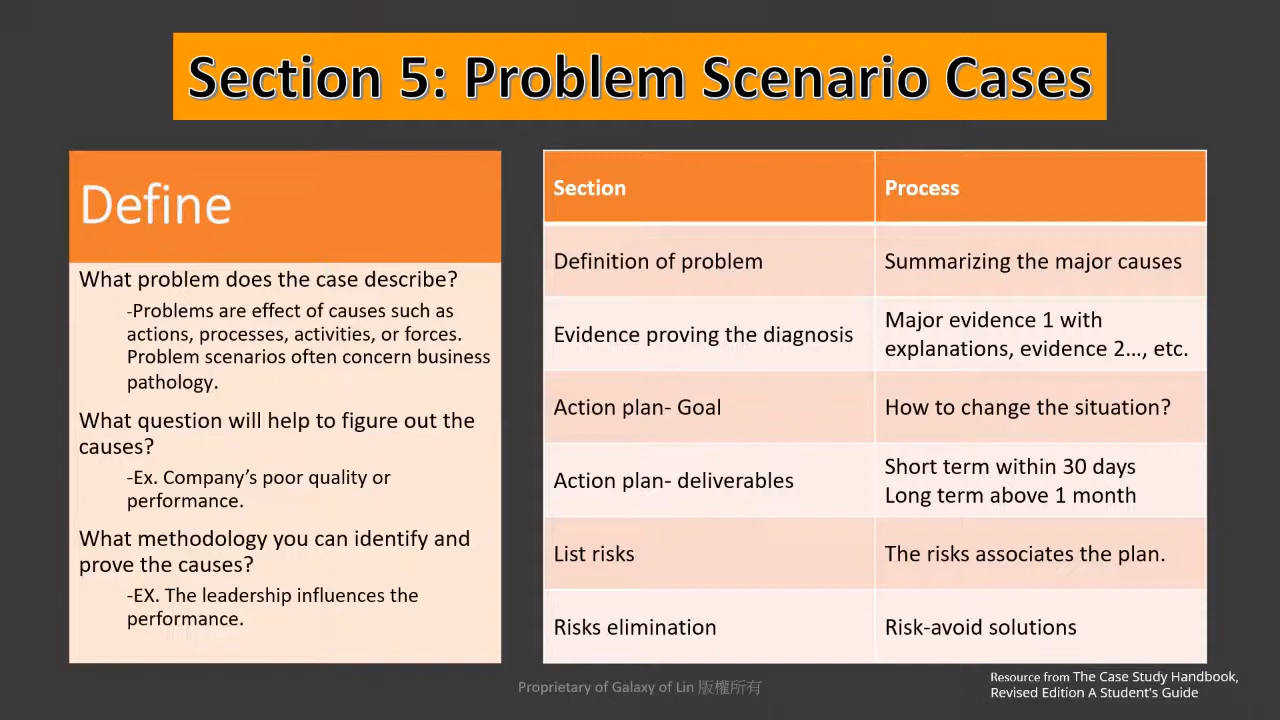 Section 5: Problem Scenario Cases
Define
What problem does the case describe?
-Problems are effect of causes such as
actions, processes, activities, or forces.
Problem scenarios often concern business
pathology.
What question will help to figure out the
causes?
-Ex. Company's poor quality or
performance.
What methodology you can identify and
prove the causes?
-EX. The leadership influences the
performance.
Section
Process
Definition of problem
Summarizing the major causes
Evidence proving the diagnosis
Major evidence 1 with
explanations, evidence 2…, etc.
Action plan- Goal
How to change the situation?
Action plan- deliverables
Short term within 30 days
Long term above 1 month
List risks
The risks associates the plan.
Risks elimination
Risk-avoid solutions
Proprietary of Galaxy of Lin 版權所有
Resource from The Case Study Handbook,
Revised Edition A Student's Guide